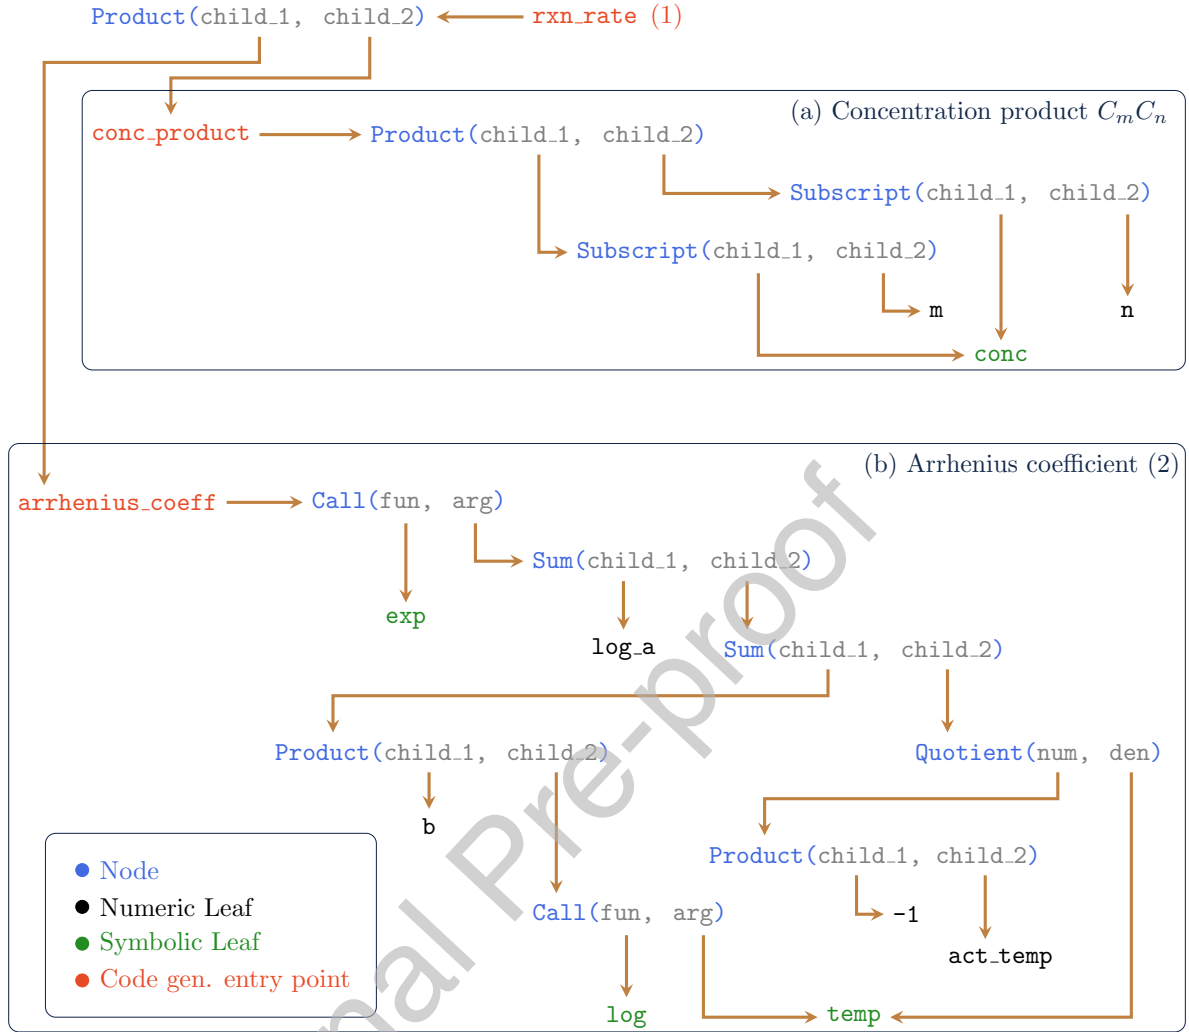 Product(child_1, child_2) rxn_rate (1)
(a) Concentration product CₘCₙ
conc_product Product(child_1, child_2)
Subscript(child_1, child_2)
Subscript(child_1, child_2)
m n
conc
(b) Arrhenius coefficient (2)
arrhenius_coeff Call(fun, arg)
Sum(child_1, child_2)
exp
log_a Sum(child_1, child_2)
Product(child_1, child_2) Quotient(num, den)
b
Product(child_1, child_2)
Node
Numeric Leaf Call(fun, arg) -1
Symbolic Leaf
act_temp
Code gen. entry point
log temp
nal Pre-proof